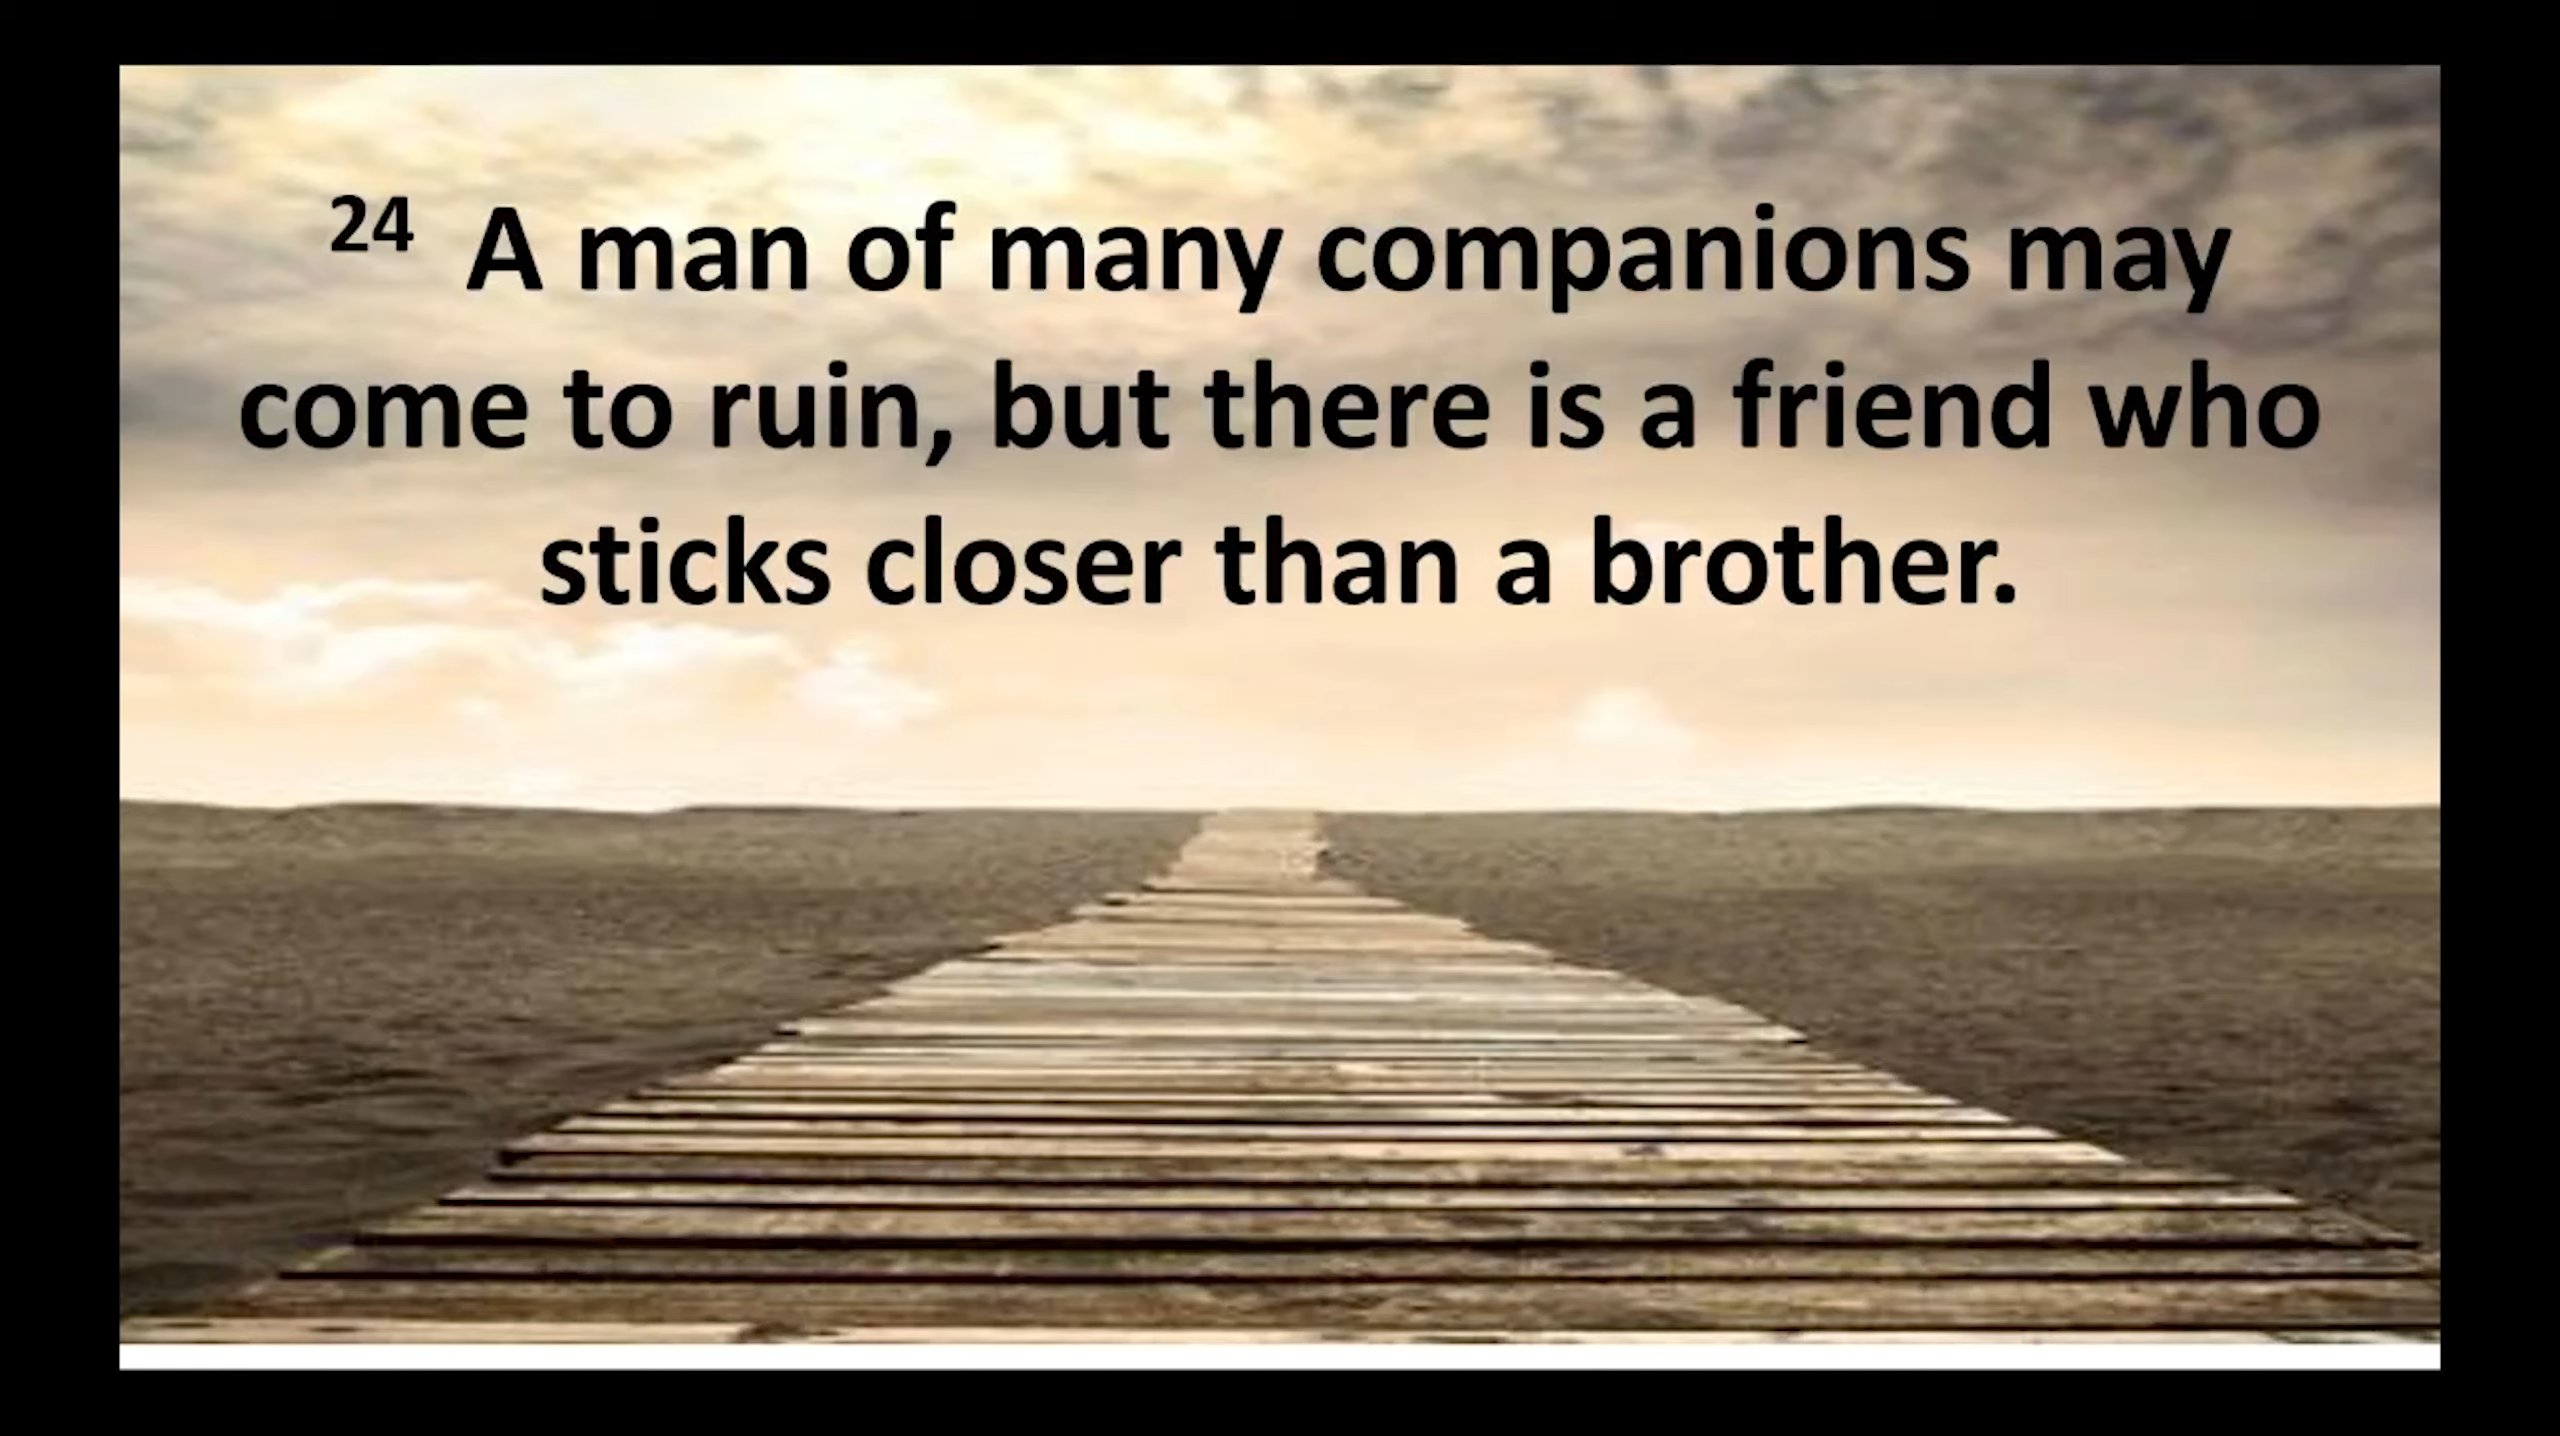 24 A man of many companions may
come to ruin, but there is a friend who
sticks closer than a brother.